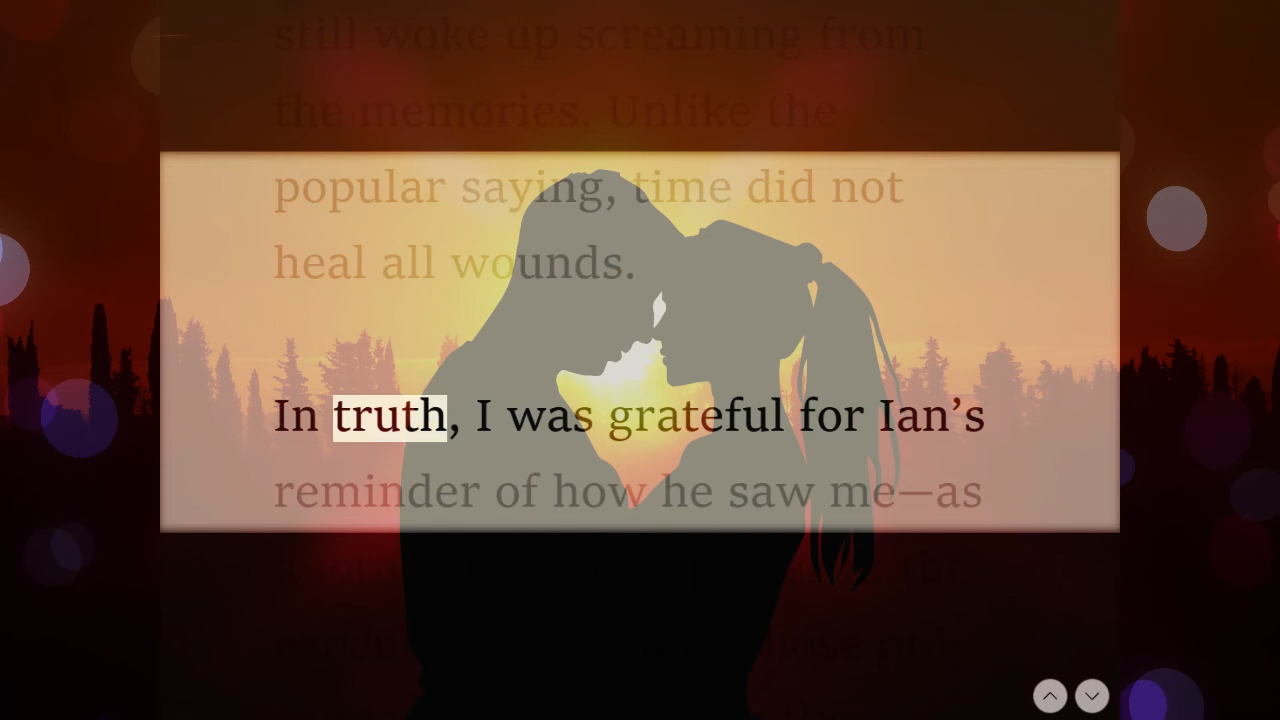 still woke up screaming from
the memories. Unlike the
popular saying, time did not
heal all wounds.
In truth, I was grateful for Ian’s
reminder of how he saw me—as